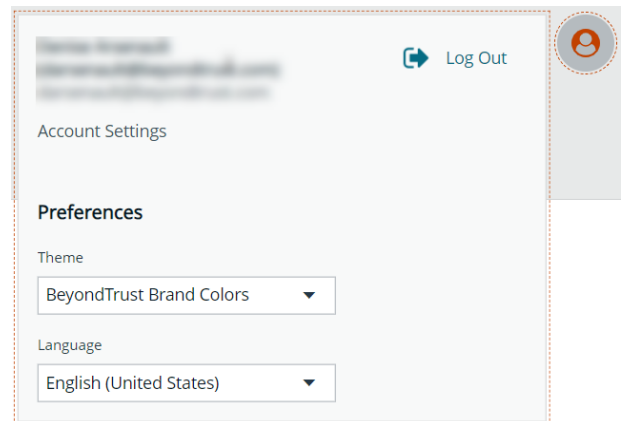 Log Out
Account Settings
Preferences
Theme
BeyondTrust Brand Colors
Language
English (United States)